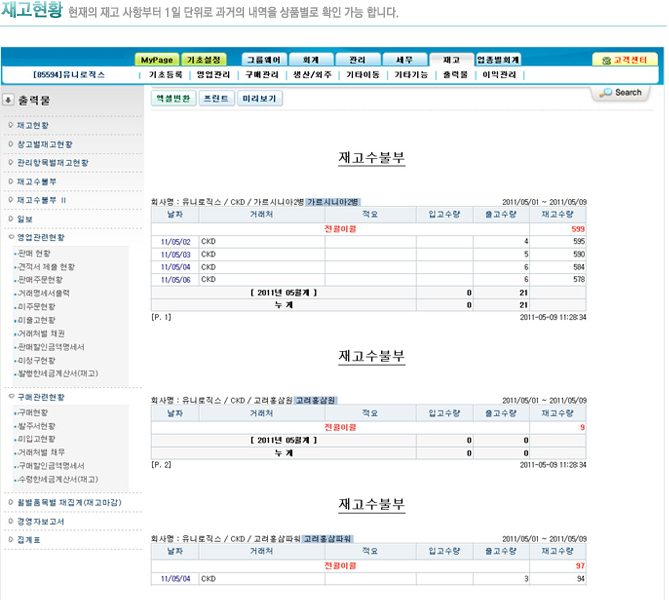 재고현황 현재의 재고 사항부터 1일 단위로 과거의 내역을 상품별로 확인 가능 합니다.
MyPage 기초설정 그룹웨어 회계 관리 세무 재고 업종별회계 고객센터
[05594]유니로직스 기초등록 | 영업관리 | 구매관리 | 생산/외주 | 기타이동 | 기타기능 | 출력물 | 이익관리
출력물
엑셀변환 프린트 미리보기
Search
재고현황
창고별재고현황
관리항목별재고현황
재고수불부
재고수불부 II
일보
영업관련현황
판매 현황
견적서 제출 현황
판매주문현황
거래명세서출력
미주문현황
미출고현황
거래처별 채권
판매할인금액명세서
미청구현황
발행한세금계산서(재고)
구매관련현황
구매현황
발주서현황
미입고현황
거래처별 채무
구매할인금액명세서
수령한세금계산서(재고)
월별품목별 재집계(재고마감)
경영자보고서
집계표
재고수불부
회사명 : 유니로직스 / CKD / 가르시니아2병 가르시니아2병 2011/05/01 ~ 2011/05/09
날짜 거래처 적요 입고수량 출고수량 재고수량
전월이월 599
11/05/02 CKD 4 595
11/05/03 CKD 5 590
11/05/04 CKD 6 584
11/05/06 CKD 6 578
[ 2011년 05월계 ] 0 21
누 계 0 21
[P. 1] 2011-05-09 11:28:34
재고수불부
회사명 : 유니로직스 / CKD / 고려홍삼원 고려홍삼원 2011/05/01 ~ 2011/05/09
날짜 거래처 적요 입고수량 출고수량 재고수량
전월이월 9
[ 2011년 05월계 ] 0 0
누 계 0 0
[P. 2] 2011-05-09 11:28:34
재고수불부
회사명 : 유니로직스 / CKD / 고려홍삼파워 고려홍삼파워 2011/05/01 ~ 2011/05/09
날짜 거래처 적요 입고수량 출고수량 재고수량
전월이월 97
11/05/04 CKD 3 94